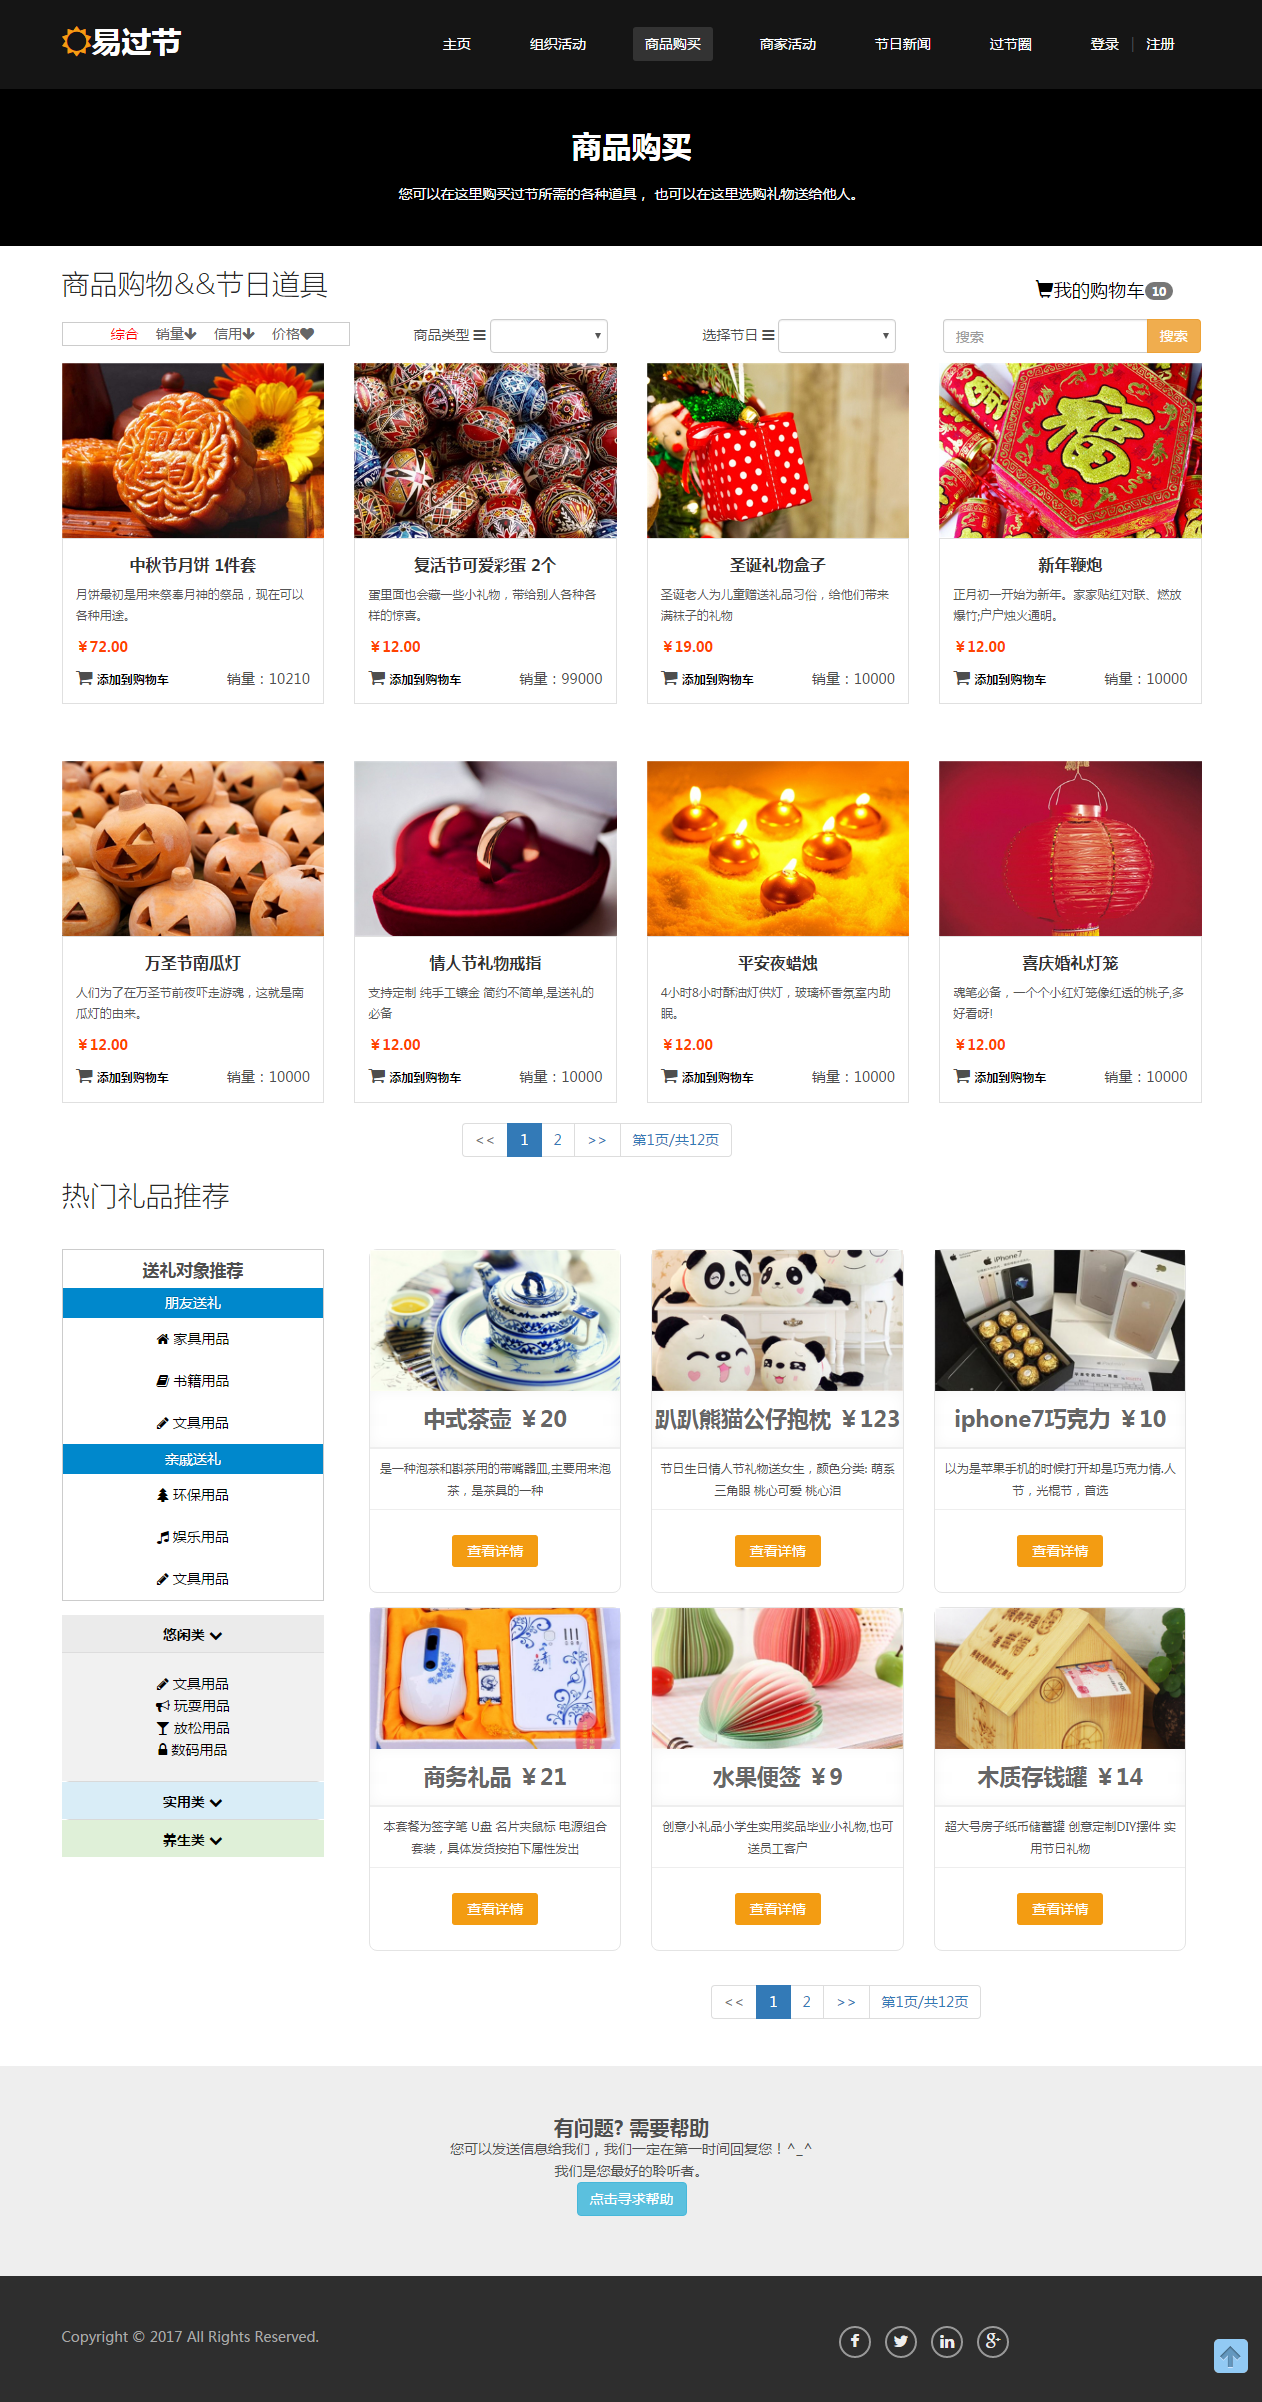 易过节
主页 组织活动 商品购买 商家活动 节日新闻 过节圈 登录 | 注册
商品购买
您可以在这里购买过节所需的各种道具，也可以在这里选购礼物送给他人。
商品购物&&节日道具
我的购物车 10
综合 销量 信用 价格 商品类型 选择节日 搜索 搜索
中秋节月饼 1件套
月饼最初是用来祭奉月神的祭品，现在可以
各种用途。
￥72.00
添加到购物车 销量：10210
复活节可爱彩蛋 2个
蛋里面也会藏一些小礼物，带给别人各种各
样的惊喜。
￥12.00
添加到购物车 销量：99000
圣诞礼物盒子
圣诞老人为儿童赠送礼品习俗，给他们带来
满袜子的礼物
￥19.00
添加到购物车 销量：10000
新年鞭炮
正月初一开始为新年。家家贴红对联、燃放
爆竹;户户烛火通明。
￥12.00
添加到购物车 销量：10000
万圣节南瓜灯
人们为了在万圣节前夜吓走游魂，这就是南
瓜灯的由来。
￥12.00
添加到购物车 销量：10000
情人节礼物戒指
支持定制 纯手工镶金 简约不简单,是送礼的
必备
￥12.00
添加到购物车 销量：10000
平安夜蜡烛
4小时8小时酥油灯供灯，玻璃杯香氛室内助
眠。
￥12.00
添加到购物车 销量：10000
喜庆婚礼灯笼
魂笔必备，一个个小红灯笼像红透的桃子,多
好看呀!
￥12.00
添加到购物车 销量：10000
<< 1 2 >> 第1页/共12页
热门礼品推荐
送礼对象推荐
朋友送礼
家具用品
书籍用品
文具用品
亲戚送礼
环保用品
娱乐用品
文具用品
悠闲类
文具用品
玩耍用品
放松用品
数码用品
实用类
养生类
中式茶壶 ￥20
是一种泡茶和斟茶用的带嘴器皿,主要用来泡
茶，是茶具的一种
查看详情
趴趴熊猫公仔抱枕 ￥123
节日生日情人节礼物送女生，颜色分类: 萌系
三角眼 桃心可爱 桃心泪
查看详情
iPhone7
iphone7巧克力 ￥10
以为是苹果手机的时候打开却是巧克力情.人
节，光棍节，首选
查看详情
商务礼品 ￥21
本套餐为签字笔 U盘 名片夹鼠标 电源组合
套装，具体发货按拍下属性发出
查看详情
水果便签 ￥9
创意小礼品小学生实用奖品毕业小礼物,也可
送员工客户
查看详情
木质存钱罐 ￥14
超大号房子纸币储蓄罐 创意定制DIY摆件 实
用节日礼物
查看详情
<< 1 2 >> 第1页/共12页
有问题? 需要帮助
您可以发送信息给我们，我们一定在第一时间回复您！^_^
我们是您最好的聆听者。
点击寻求帮助
Copyright © 2017 All Rights Reserved.